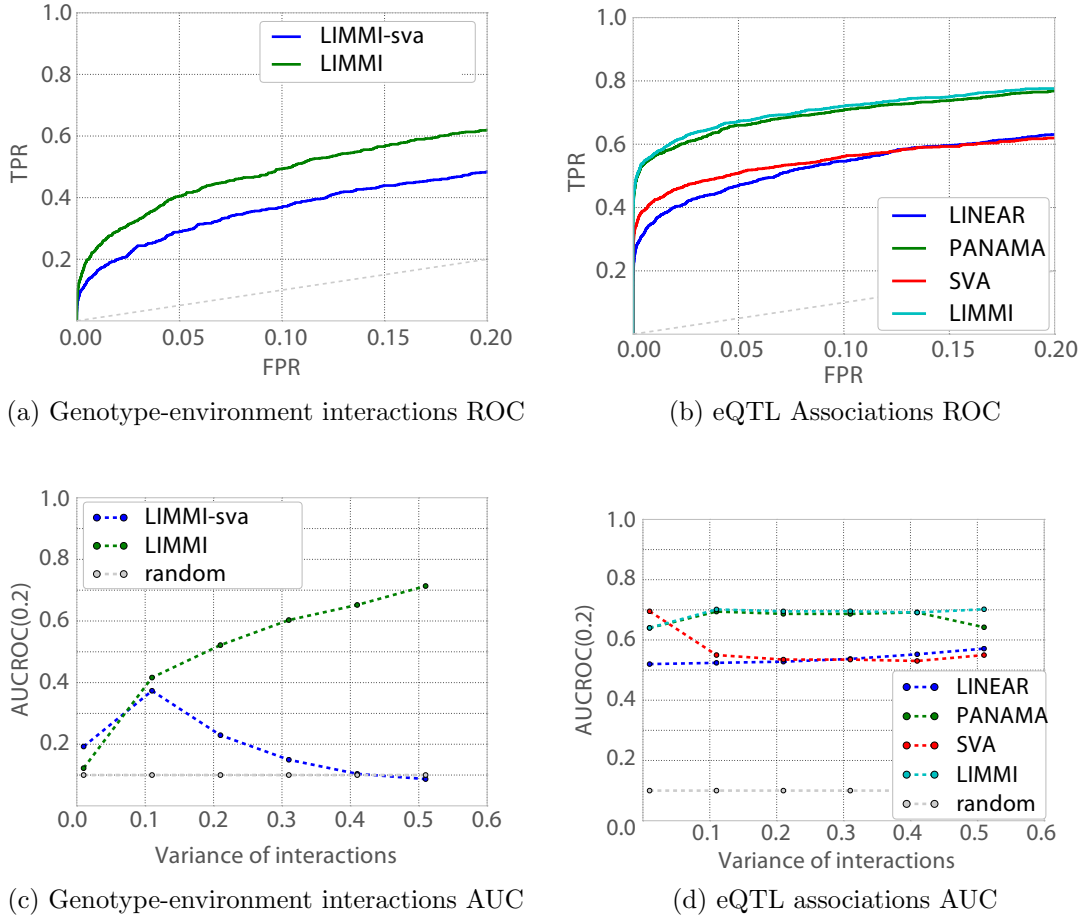 1.0
0.8
0.6
0.4
0.2
TPR
LIMMI-sva
LIMMI
0.00 0.05 0.10 0.15 0.20
FPR
(a) Genotype-environment interactions ROC
1.0
0.8
0.6
0.4
0.2
TPR
LINEAR
PANAMA
SVA
LIMMI
0.00 0.05 0.10 0.15 0.20
FPR
(b) eQTL Associations ROC
1.0
0.8
0.6
0.4
0.2
AUCROC(0.2)
LIMMI-sva
LIMMI
random
0.0 0.1 0.2 0.3 0.4 0.5 0.6
Variance of interactions
(c) Genotype-environment interactions AUC
1.0
0.8
0.6
0.4
0.2
0.0
AUCROC(0.2)
LINEAR
PANAMA
SVA
LIMMI
random
0.1 0.2 0.3 0.4 0.5 0.6
Variance of interactions
(d) eQTL associations AUC